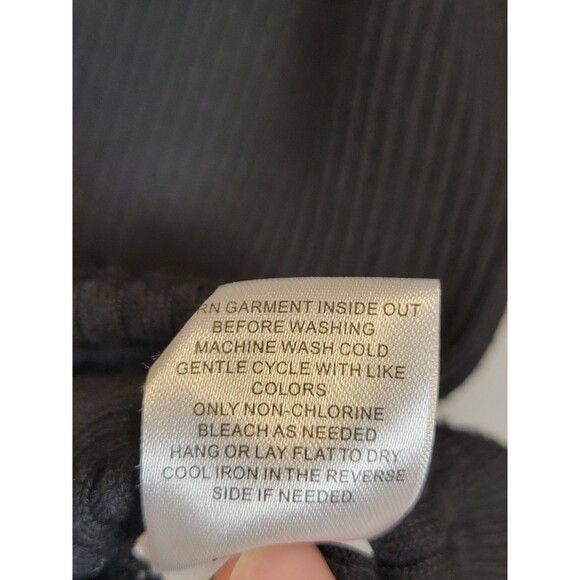 RN GARMENT INSIDE OUT
BEFORE WASHING
MACHINE WASH COLD
GENTLE CYCLE WITH LIKE
COLORS
ONLY NON-CHLORINE
BLEACH AS NEEDED
HANG OR LAY FLAT TO DRY
COOL IRON IN THE REVERSE
SIDE IF NEEDED.